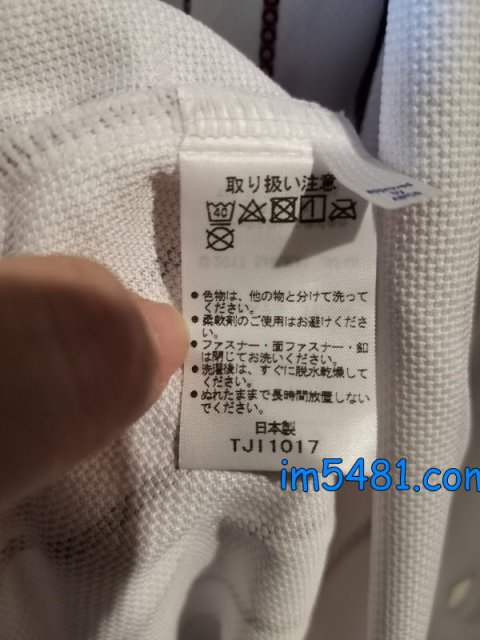 取り扱い注意
40
● 色物は、他の物と分けて洗って
ください。
● 柔軟剤のご使用はお避けくださ
い。
● ファスナー・面ファスナー・釦
は閉じてお洗いください。
● 洗濯後は、すぐに脱水乾燥して
ください。
● ぬれたままで長時間放置しない
でください。
日本製
TJI1017
im5481.com